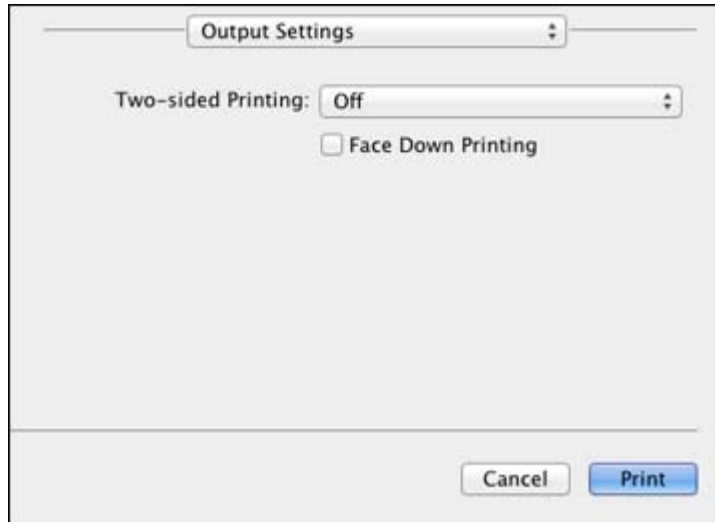 Output Settings
Two-sided Printing: Off
Face Down Printing
Cancel Print